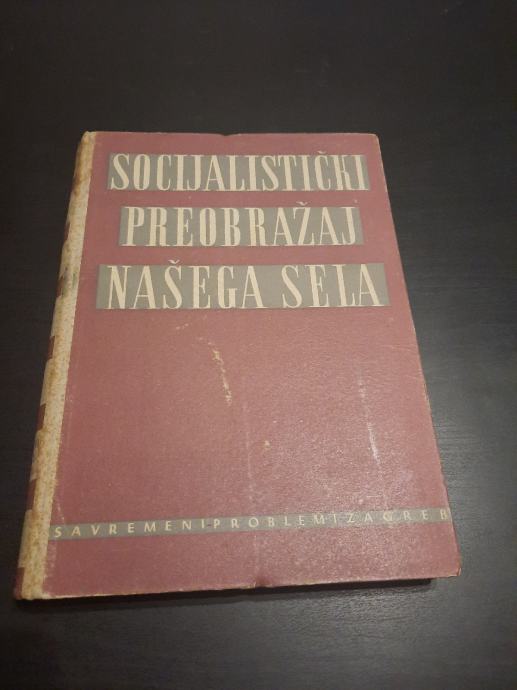 SOCIJALISTIČKI
PREOBRAŽAJ
NAŠEGA SELA
SAVREMENI PROBLEMI ZAGREB